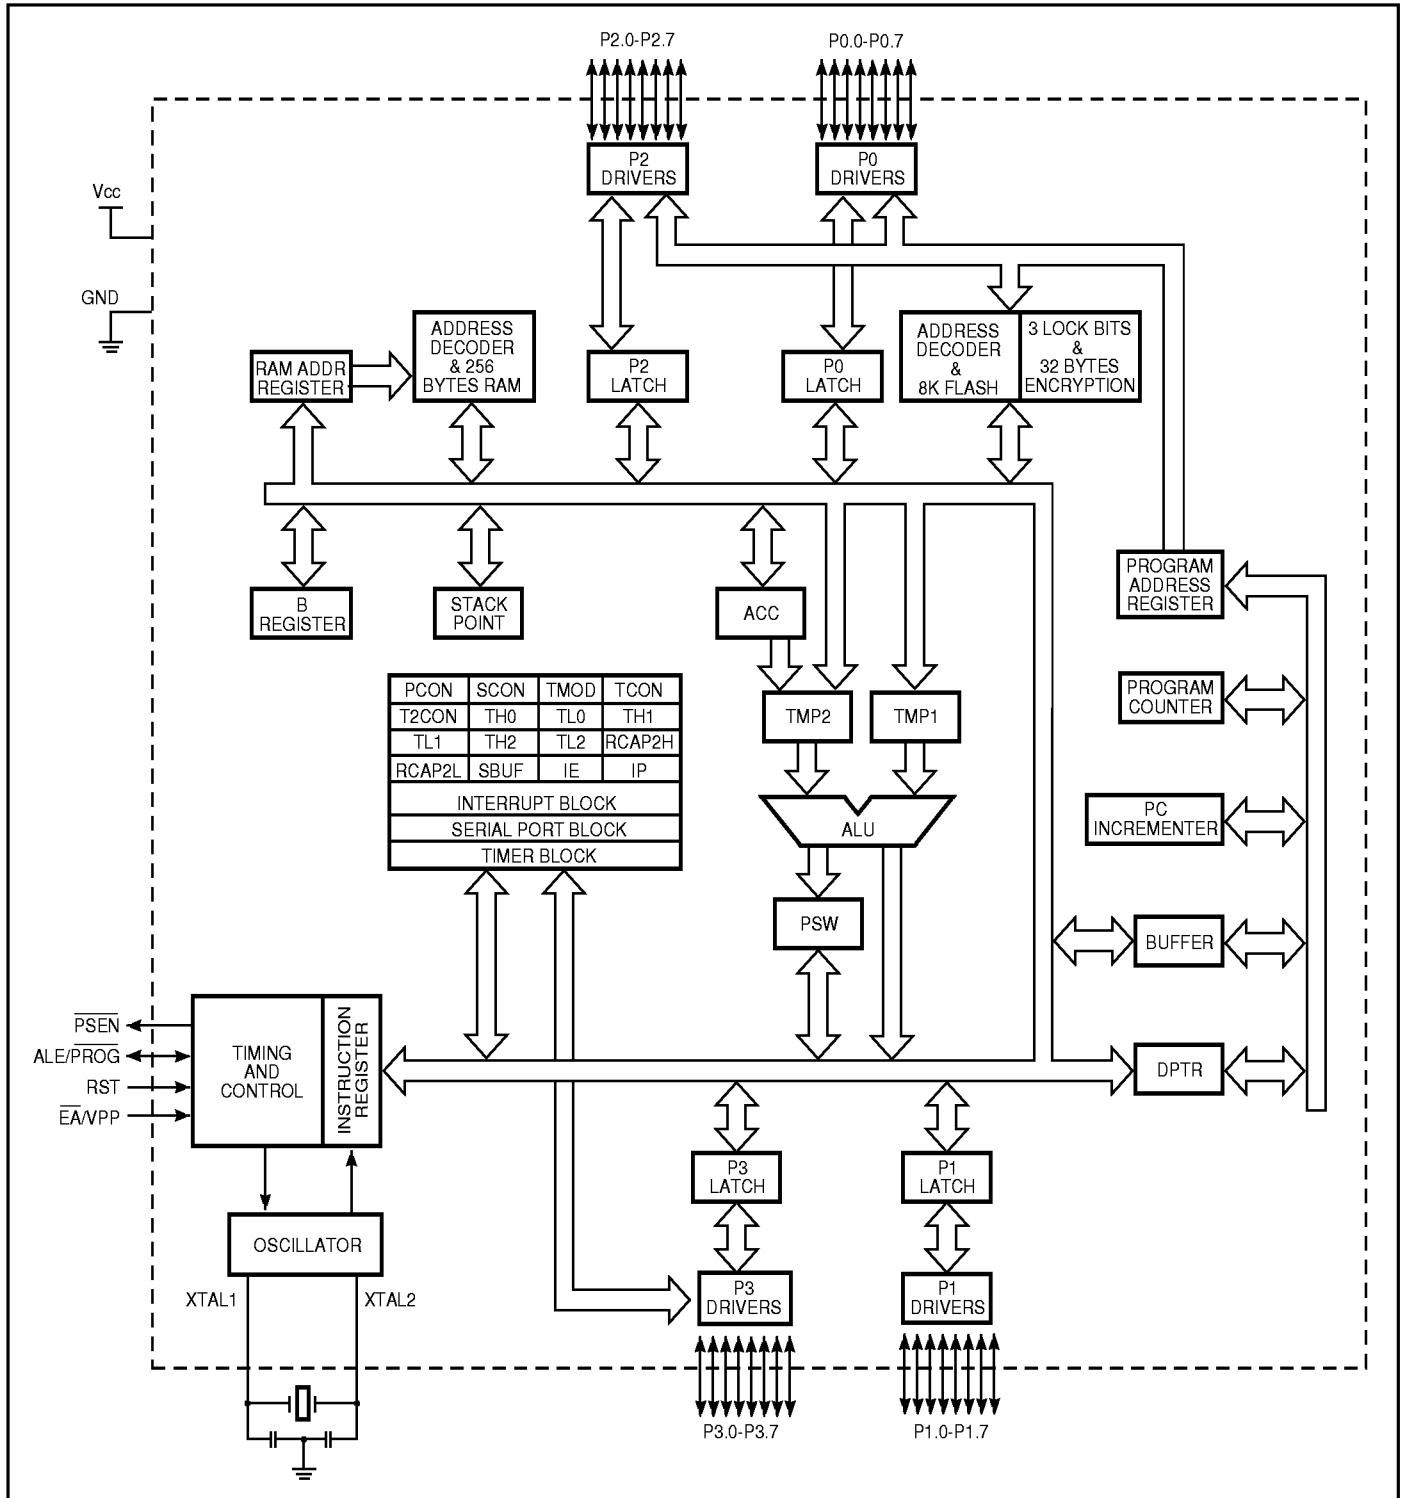 P2.0-P2.7
P0.0-P0.7
P2
DRIVERS
P0
DRIVERS
Vcc
GND
RAM ADDR
REGISTER
ADDRESS
DECODER
& 256
BYTES RAM
P2
LATCH
P0
LATCH
ADDRESS
DECODER
&
8K FLASH
3 LOCK BITS
&
32 BYTES
ENCRYPTION
B
REGISTER
STACK
POINT
ACC
PROGRAM
ADDRESS
REGISTER
PCON SCON TMOD TCON
T2CON TH0 TL0 TH1
TL1 TH2 TL2 RCAP2H
RCAP2L SBUF IE IP
INTERRUPT BLOCK
SERIAL PORT BLOCK
TIMER BLOCK
TMP2
TMP1
PROGRAM
COUNTER
ALU
PC
INCREMENTER
PSW
BUFFER
PSEN
ALE/PROG
RST
EA/VPP
TIMING
AND
CONTROL
INSTRUCTION
REGISTER
DPTR
P3
LATCH
P1
LATCH
OSCILLATOR
XTAL1
XTAL2
P3
DRIVERS
P1
DRIVERS
P3.0-P3.7
P1.0-P1.7